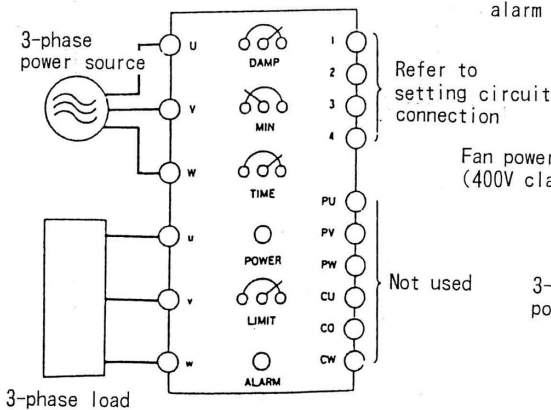 alarm
3-phase
power source
U
DAMP
1
2
V
MIN
3
4
Refer to
setting circuit
connection
W
TIME
Fan power
(400V cla
u
POWER
PU
PV
PW
v
LIMIT
CU
CO
Not used
w
ALARM
CW
3-
po
3-phase load